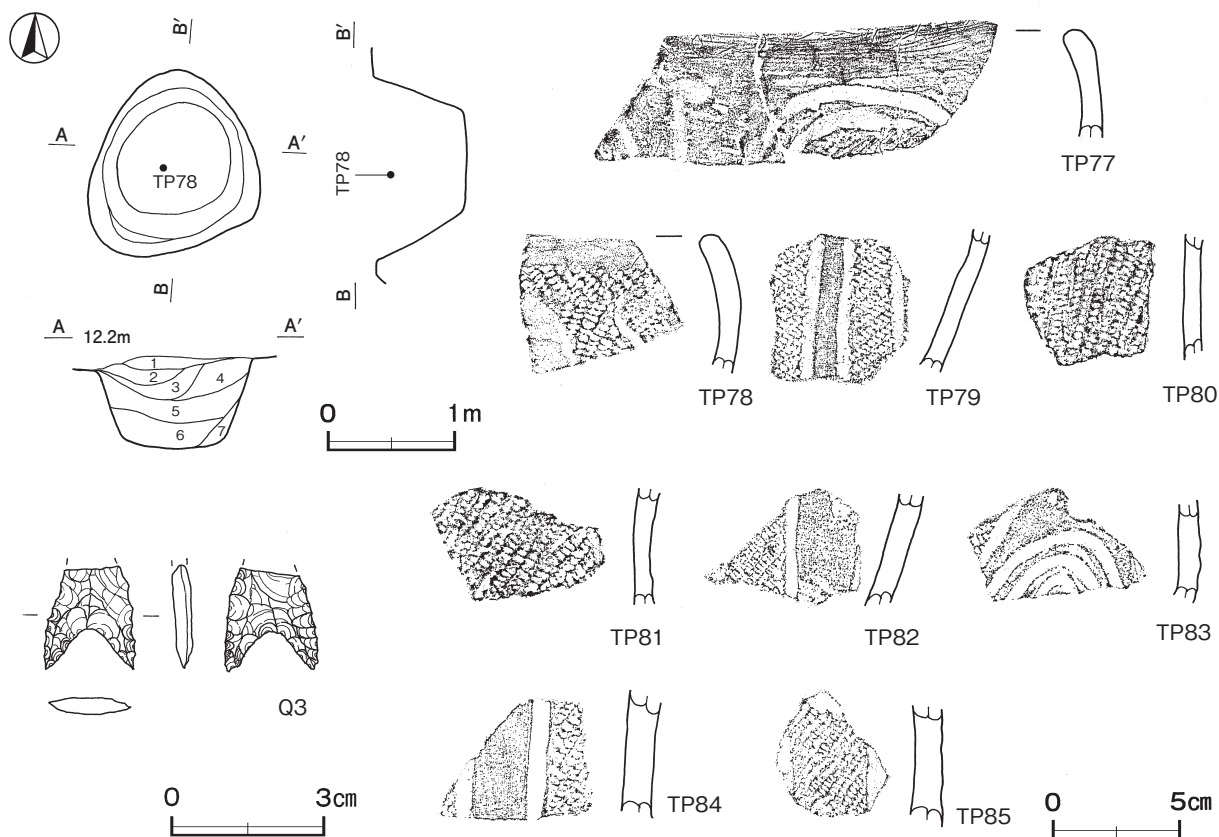 B′
B′
A
A′
TP78
TP78
B
B
A 12.2m
A′
1
2
3
4
5
6
7
0 1m
TP77
TP78
TP79
TP80
TP81
TP82
TP83
Q3
TP84
TP85
0 3cm
0 5cm